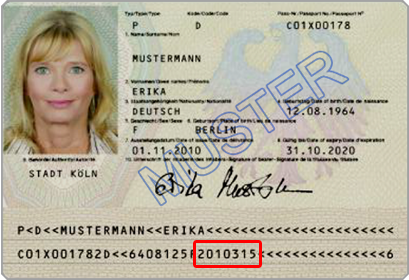 Typ/Type/Type Kode/Code/Code Pass-Nr./Passport No./Passeport N°
P D C01X00178
1. Name/Surname/Nom
MUSTERMANN
2. Vornamen/Given names/Prénoms
ERIKA
3. Staatsangehörigkeit/Nationality/Nationalité 4. Geburtstag/Date of birth/Date de naissance
DEUTSCH 12.08.1964
5. Geschlecht/Sex/Sexe 6. Geburtsort/Place of birth/Lieu de naissance
F BERLIN
7. Ausstellungsdatum/Date of issue/Date de délivrance 8. Gültig bis/Date of expiry/Date d'expiration
01.11.2010 31.10.2020
9. Behörde/Authority/Autorité
STADT KÖLN
10. Unterschrift der Inhaberin/des Inhabers/Signature of bearer/Signature de la titulaire/du titulaire
Erika Mustermann
MUSTER
P<D<<MUSTERMANN<<ERIKA<<<<<<<<<<<<<<<<<<<<<<
C01X001782D<<6408125F2010315<<<<<<<<<<<<<<<6